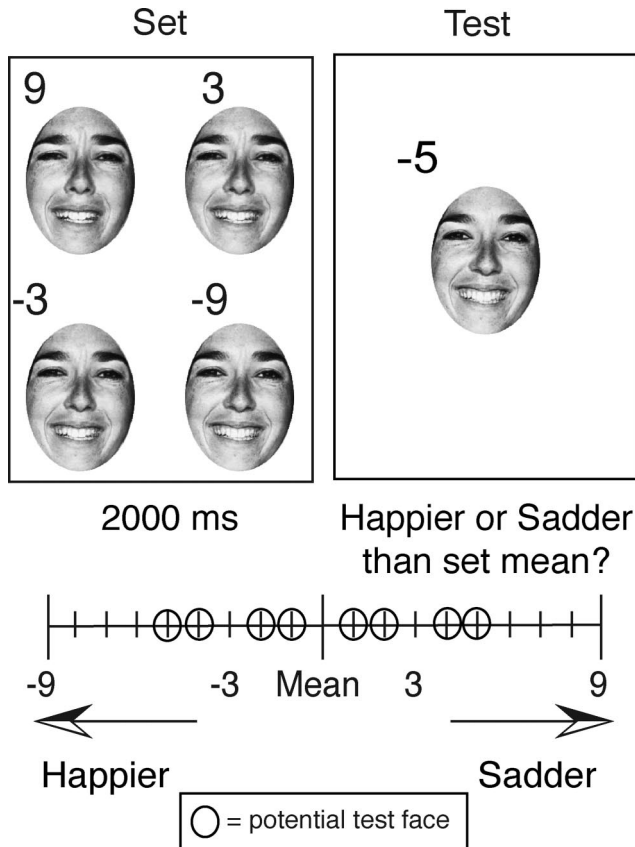 Set
Test
9
3
-3
-9
-5
2000 ms
Happier or Sadder
than set mean?
-9
-3
Mean
3
9
Happier
Sadder
= potential test face